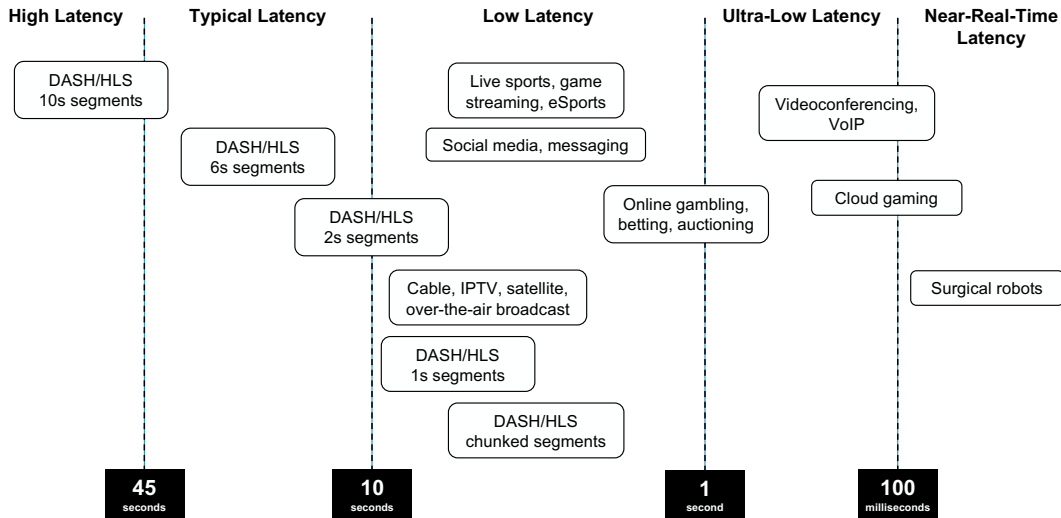 High Latency
Typical Latency
Low Latency
Ultra-Low Latency
Near-Real-Time
Latency
DASH/HLS
10s segments
Live sports, game
streaming, eSports
Videoconferencing,
VoIP
DASH/HLS
6s segments
Social media, messaging
DASH/HLS
2s segments
Online gambling,
betting, auctioning
Cloud gaming
Cable, IPTV, satellite,
over-the-air broadcast
Surgical robots
DASH/HLS
1s segments
DASH/HLS
chunked segments
45
seconds
10
seconds
1
second
100
milliseconds